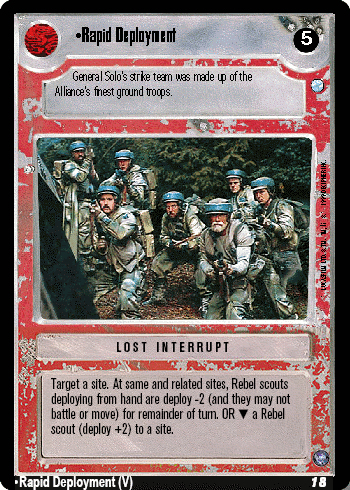 •Rapid Deployment
5
General Solo's strike team was made up of the
Alliance's finest ground troops.
LOST INTERRUPT
Target a site. At same and related sites, Rebel scouts
deploying from hand are deploy -2 (and they may not
battle or move) for remainder of turn. OR ▼ a Rebel
scout (deploy +2) to a site.
•Rapid Deployment (V)
18